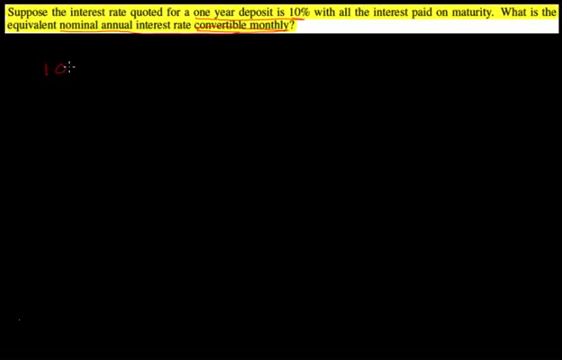 Suppose the interest rate quoted for a one year deposit is 10% with all the interest paid on maturity. What is the
equivalent nominal annual interest rate convertible monthly?
10